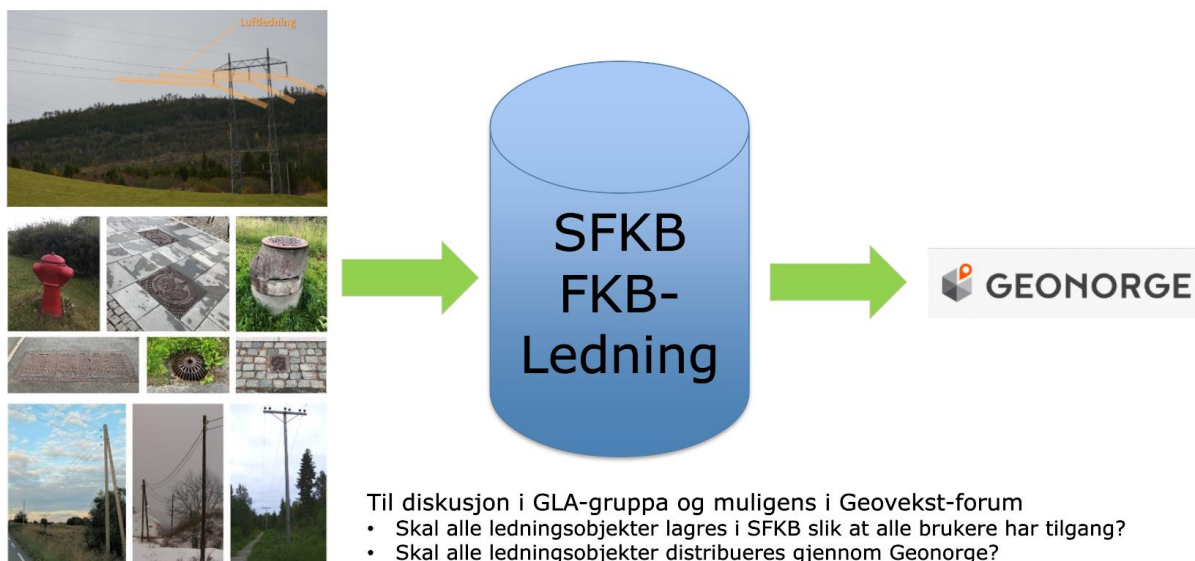 Luftledning
SFKB
FKB-
Ledning
GEONORGE
Til diskusjon i GLA-gruppa og muligens i Geovekst-forum
• Skal alle ledningsobjekter lagres i SFKB slik at alle brukere har tilgang?
• Skal alle ledningsobjekter distribueres gjennom Geonorge?